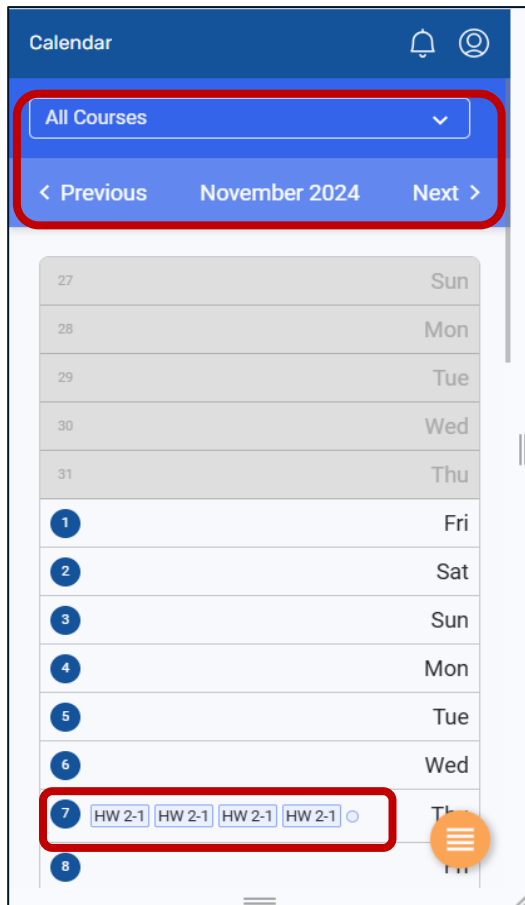 Calendar
All Courses
Previous November 2024 Next
27 Sun
28 Mon
29 Tue
30 Wed
31 Thu
1 Fri
2 Sat
3 Sun
4 Mon
5 Tue
6 Wed
7 HW 2-1 HW 2-1 HW 2-1 HW 2-1
8